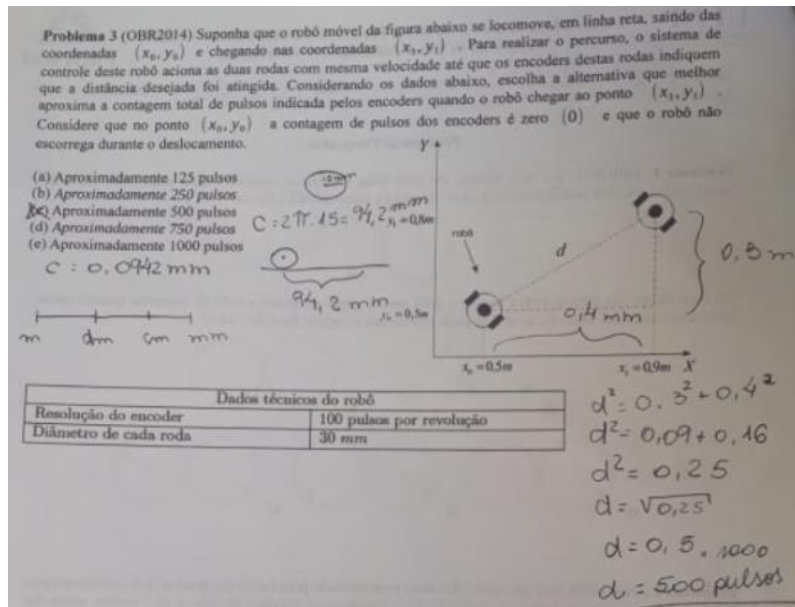 Problema 3 (OBR2014) Suponha que o robô móvel da figura abaixo se locomove, em linha reta, saindo das
coordenadas (x₀, y₀) e chegando nas coordenadas (x₁, y₁) . Para realizar o percurso, o sistema de
controle deste robô aciona as duas rodas com mesma velocidade até que os encoders destas rodas indiquem
que a distância desejada foi atingida. Considerando os dados abaixo, escolha a alternativa que melhor
aproxima a contagem total de pulsos indicada pelos encoders quando o robô chegar ao ponto (x₁, y₁) .
Considere que no ponto (x₀, y₀) a contagem de pulsos dos encoders é zero (0) e que o robô não
escorrega durante o deslocamento.
(a) Aproximadamente 125 pulsos
(b) Aproximadamente 250 pulsos
Aproximadamente 500 pulsos
(d) Aproximadamente 750 pulsos
(e) Aproximadamente 1000 pulsos
C : 2π.15 = 94,2 mm
C : 0.0942 mm
94,2 mm
m dm cm mm
Y
y₁ = 0,8m
robô
d
0,3 m
y₀ = 0,5m
0,4 mm
x₀ = 0,5m
x₁ = 0,9m
X
Dados técnicos do robô
Resolução do encoder 100 pulsos por revolução
Diâmetro de cada roda 30 mm
d² = 0.3² + 0,4²
d² = 0,09 + 0,16
d² = 0,25
d = √0,25
d = 0,5 . 1000
d = 500 pulsos